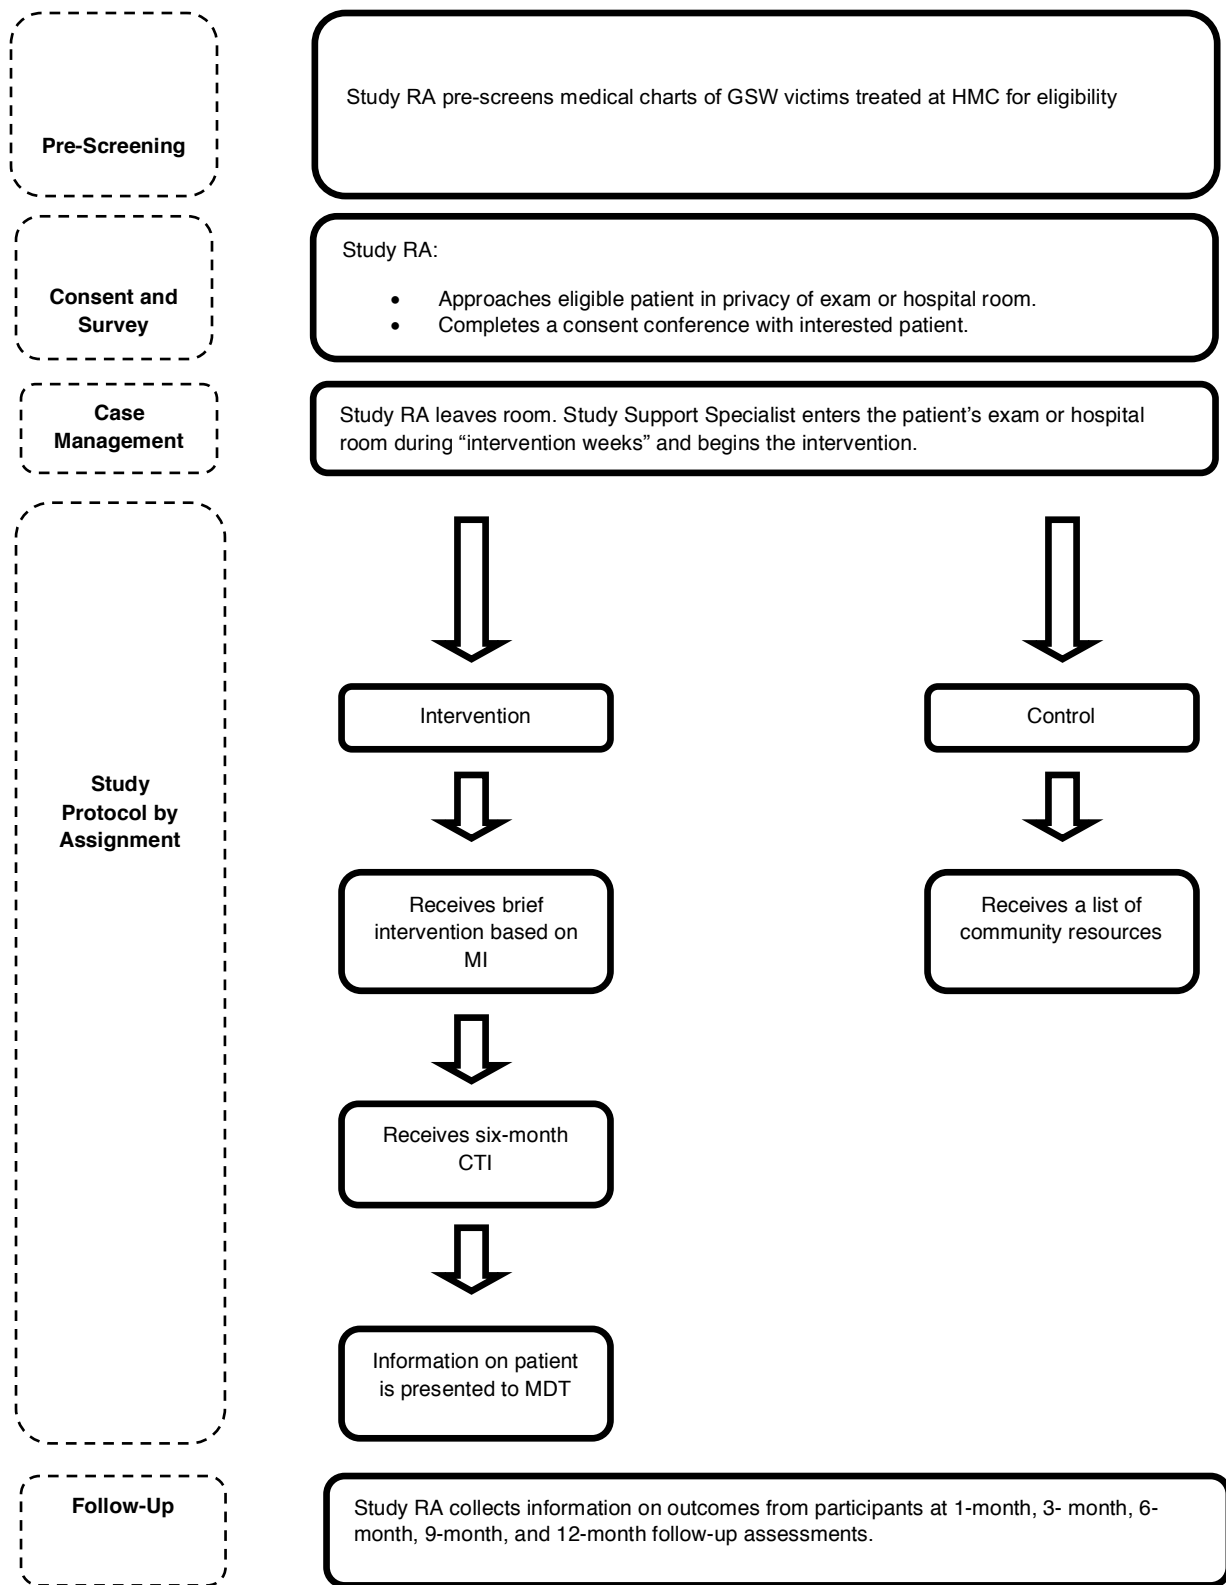 Pre-Screening
Study RA pre-screens medical charts of GSW victims treated at HMC for eligibility
Consent and
Survey
Study RA:
• Approaches eligible patient in privacy of exam or hospital room.
• Completes a consent conference with interested patient.
Case
Management
Study RA leaves room. Study Support Specialist enters the patient’s exam or hospital
room during “intervention weeks” and begins the intervention.
Study
Protocol by
Assignment
Intervention
Control
Receives brief
intervention based on
MI
Receives a list of
community resources
Receives six-month
CTI
Information on patient
is presented to MDT
Follow-Up
Study RA collects information on outcomes from participants at 1-month, 3- month, 6-
month, 9-month, and 12-month follow-up assessments.